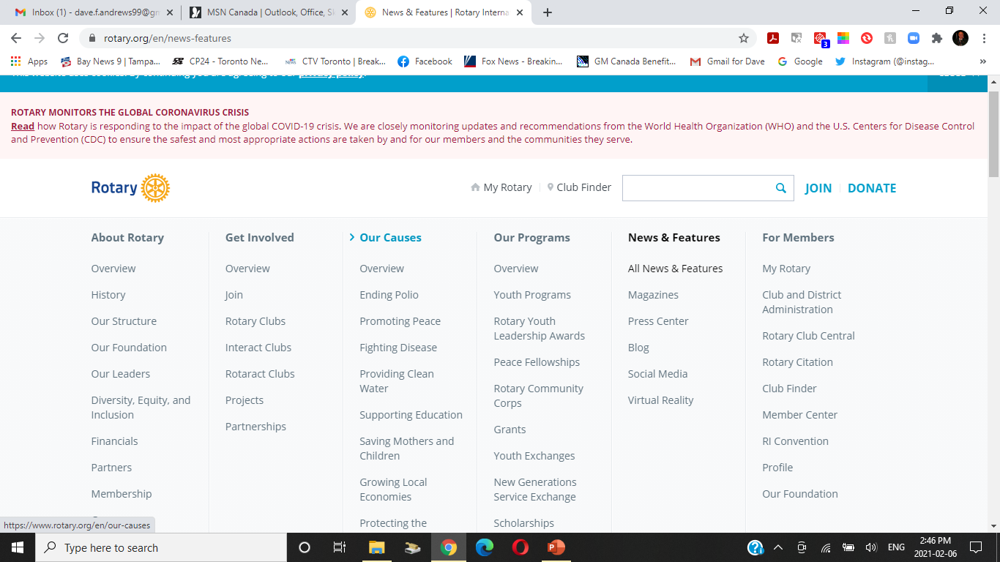 Inbox (1) - dave.f.andrews99@gm
MSN Canada | Outlook, Office, Sk
News & Features | Rotary Interna
rotary.org/en/news-features
3
Apps
Bay News 9 | Tampa...
CP24 - Toronto Ne...
CTV Toronto | Break...
Facebook
Fox News - Breakin...
GM Canada Benefit...
Gmail for Dave
Google
Instagram (@instag...
This website uses cookies. By continuing you are agreeing to our privacy policy.
ROTARY MONITORS THE GLOBAL CORONAVIRUS CRISIS
Read how Rotary is responding to the impact of the global COVID-19 crisis. We are closely monitoring updates and recommendations from the World Health Organization (WHO) and the U.S. Centers for Disease Control
and Prevention (CDC) to ensure the safest and most appropriate actions are taken by and for our members and the communities they serve.
Rotary
My Rotary
Club Finder
JOIN
DONATE
About Rotary
Overview
History
Our Structure
Our Foundation
Our Leaders
Diversity, Equity, and
Inclusion
Financials
Partners
Membership
Get Involved
Overview
Join
Rotary Clubs
Interact Clubs
Rotaract Clubs
Projects
Partnerships
Our Causes
Overview
Ending Polio
Promoting Peace
Fighting Disease
Providing Clean
Water
Supporting Education
Saving Mothers and
Children
Growing Local
Economies
Protecting the
Our Programs
Overview
Youth Programs
Rotary Youth
Leadership Awards
Peace Fellowships
Rotary Community
Corps
Grants
Youth Exchanges
New Generations
Service Exchange
Scholarships
News & Features
All News & Features
Magazines
Press Center
Blog
Social Media
Virtual Reality
For Members
My Rotary
Club and District
Administration
Rotary Club Central
Rotary Citation
Club Finder
Member Center
RI Convention
Profile
Our Foundation
https://www.rotary.org/en/our-causes
Type here to search
ENG
2:46 PM
2021-02-06